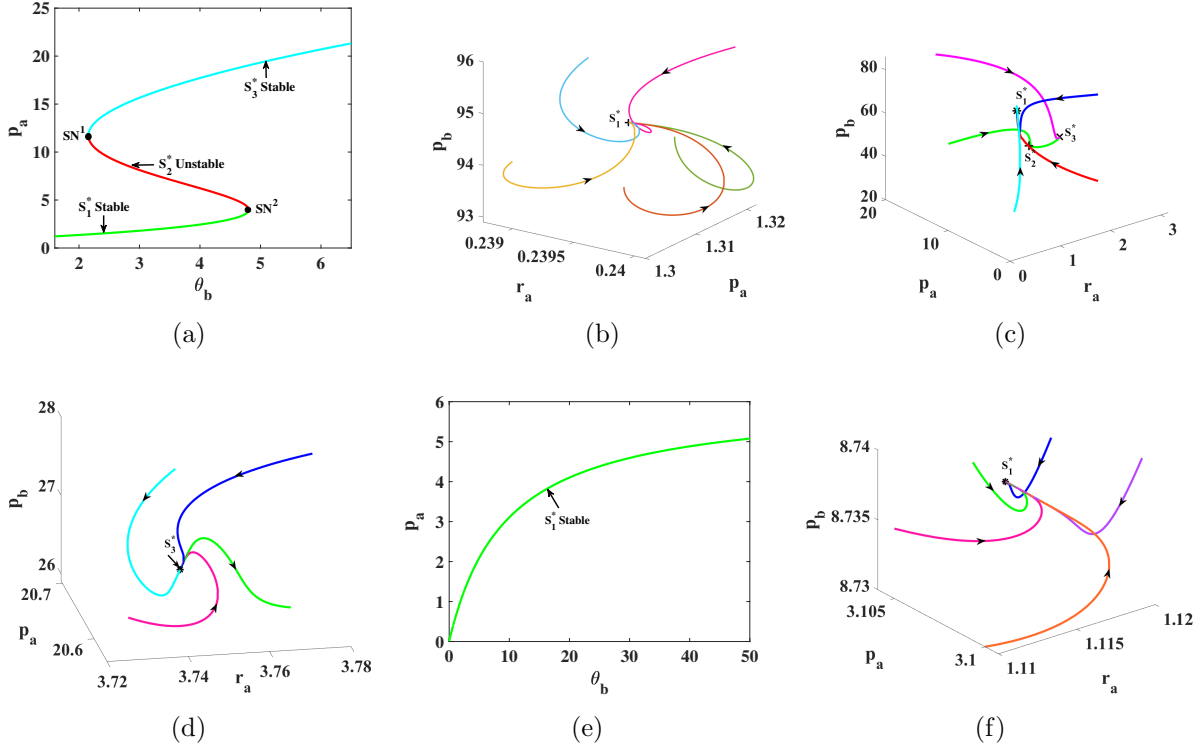 25
20
15
10
5
0
2
3
4
5
6
p_a
θ_b
SN^1
SN^2
S_3^* Stable
S_2^* Unstable
S_1^* Stable
(a)
96
95
94
93
0.239
0.2395
0.24
1.3
1.31
1.32
p_b
r_a
p_a
S_1^*
(b)
80
60
40
20
20
10
0
0
1
2
3
p_b
p_a
r_a
S_1^*
S_2^*
S_3^*
(c)
28
27
26
20.7
20.6
3.72
3.74
3.76
3.78
p_b
p_a
r_a
S_3^*
(d)
6
5
4
3
2
1
0
0
10
20
30
40
50
p_a
θ_b
S_1^* Stable
(e)
8.74
8.735
8.73
3.105
3.1
1.11
1.115
1.12
p_b
p_a
r_a
S_1^*
(f)